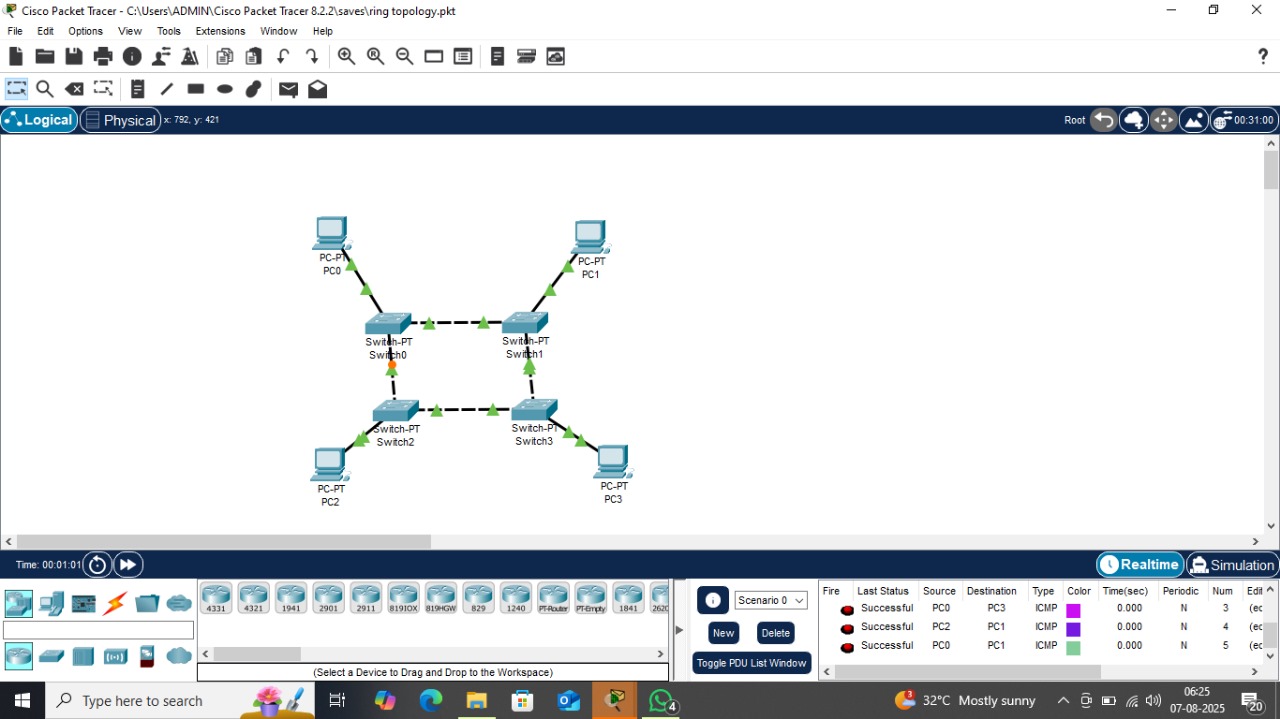 Cisco Packet Tracer - C:\Users\ADMIN\Cisco Packet Tracer 8.2.2\saves\ring topology.pkt
File Edit Options View Tools Extensions Window Help
?
Logical Physical x: 792, y: 421 Root 00:31:00
PC-PT
PC0
PC-PT
PC1
Switch-PT
Switch0
Switch-PT
Switch1
Switch-PT
Switch2
Switch-PT
Switch3
PC-PT
PC2
PC-PT
PC3
Time: 00:01:01 Realtime Simulation
4331 4321 1941 2901 2911 819IOX 819HGW 829 1240 PT-Router PT-Empty 1841 2620
(Select a Device to Drag and Drop to the Workspace)
Scenario 0
New Delete
Toggle PDU List Window
Fire Last Status Source Destination Type Color Time(sec) Periodic Num Edit
Successful PC0 PC3 ICMP 0.000 N 3 (ec
Successful PC2 PC1 ICMP 0.000 N 4 (ec
Successful PC0 PC1 ICMP 0.000 N 5 (ec
Type here to search 4 3 32°C Mostly sunny 06:25
07-08-2025 20